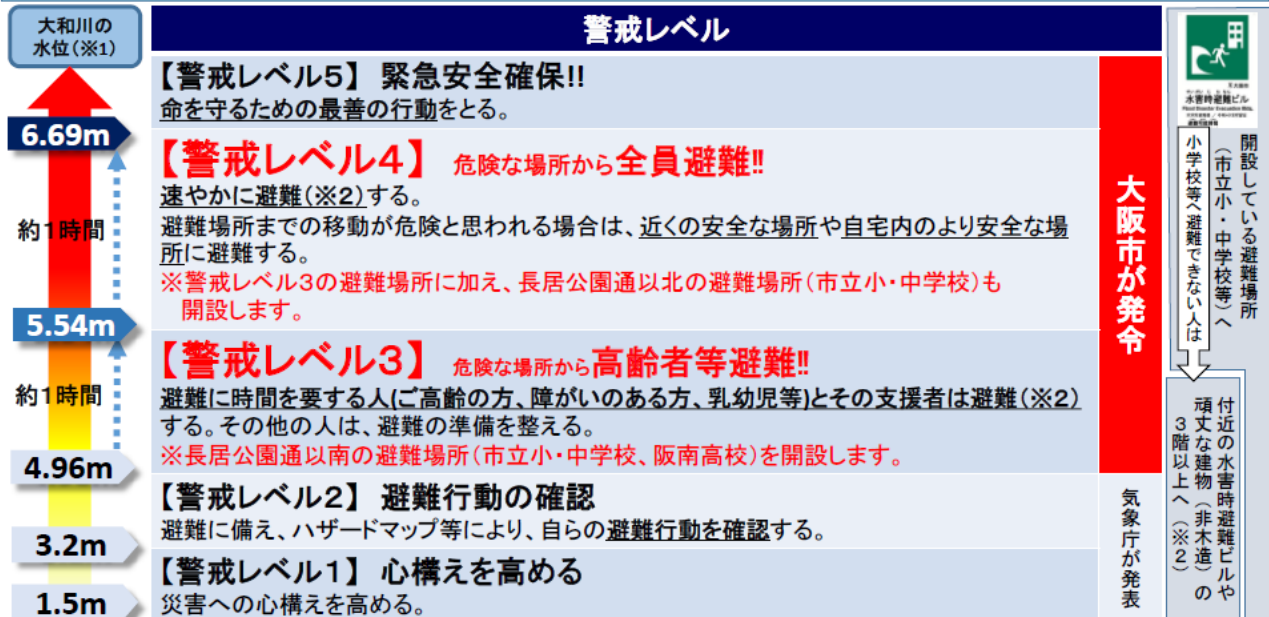 大和川の
水位(※1)
警戒レベル
【警戒レベル5】 緊急安全確保!!
命を守るための最善の行動をとる。
6.69m
【警戒レベル4】 危険な場所から全員避難!!
速やかに避難(※2)する。
避難場所までの移動が危険と思われる場合は、近くの安全な場所や自宅内のより安全な場
所に避難する。
※警戒レベル3の避難場所に加え、長居公園通以北の避難場所(市立小・中学校)も
開設します。
約1時間
5.54m
【警戒レベル3】 危険な場所から高齢者等避難!!
避難に時間を要する人(ご高齢の方、障がいのある方、乳幼児等)とその支援者は避難(※2)
する。その他の人は、避難の準備を整える。
※長居公園通以南の避難場所(市立小・中学校、阪南高校)を開設します。
約1時間
4.96m
【警戒レベル2】 避難行動の確認
避難に備え、ハザードマップ等により、自らの避難行動を確認する。
3.2m
【警戒レベル1】 心構えを高める
災害への心構えを高める。
1.5m
大阪市が発令
気象庁が発表
水害時避難ビル
開設している避難場所
(市立小・中学校等)へ
小学校等へ避難できない人は
付近の水害時避難ビルや
頑丈な建物(非木造)の
3階以上へ(※2)